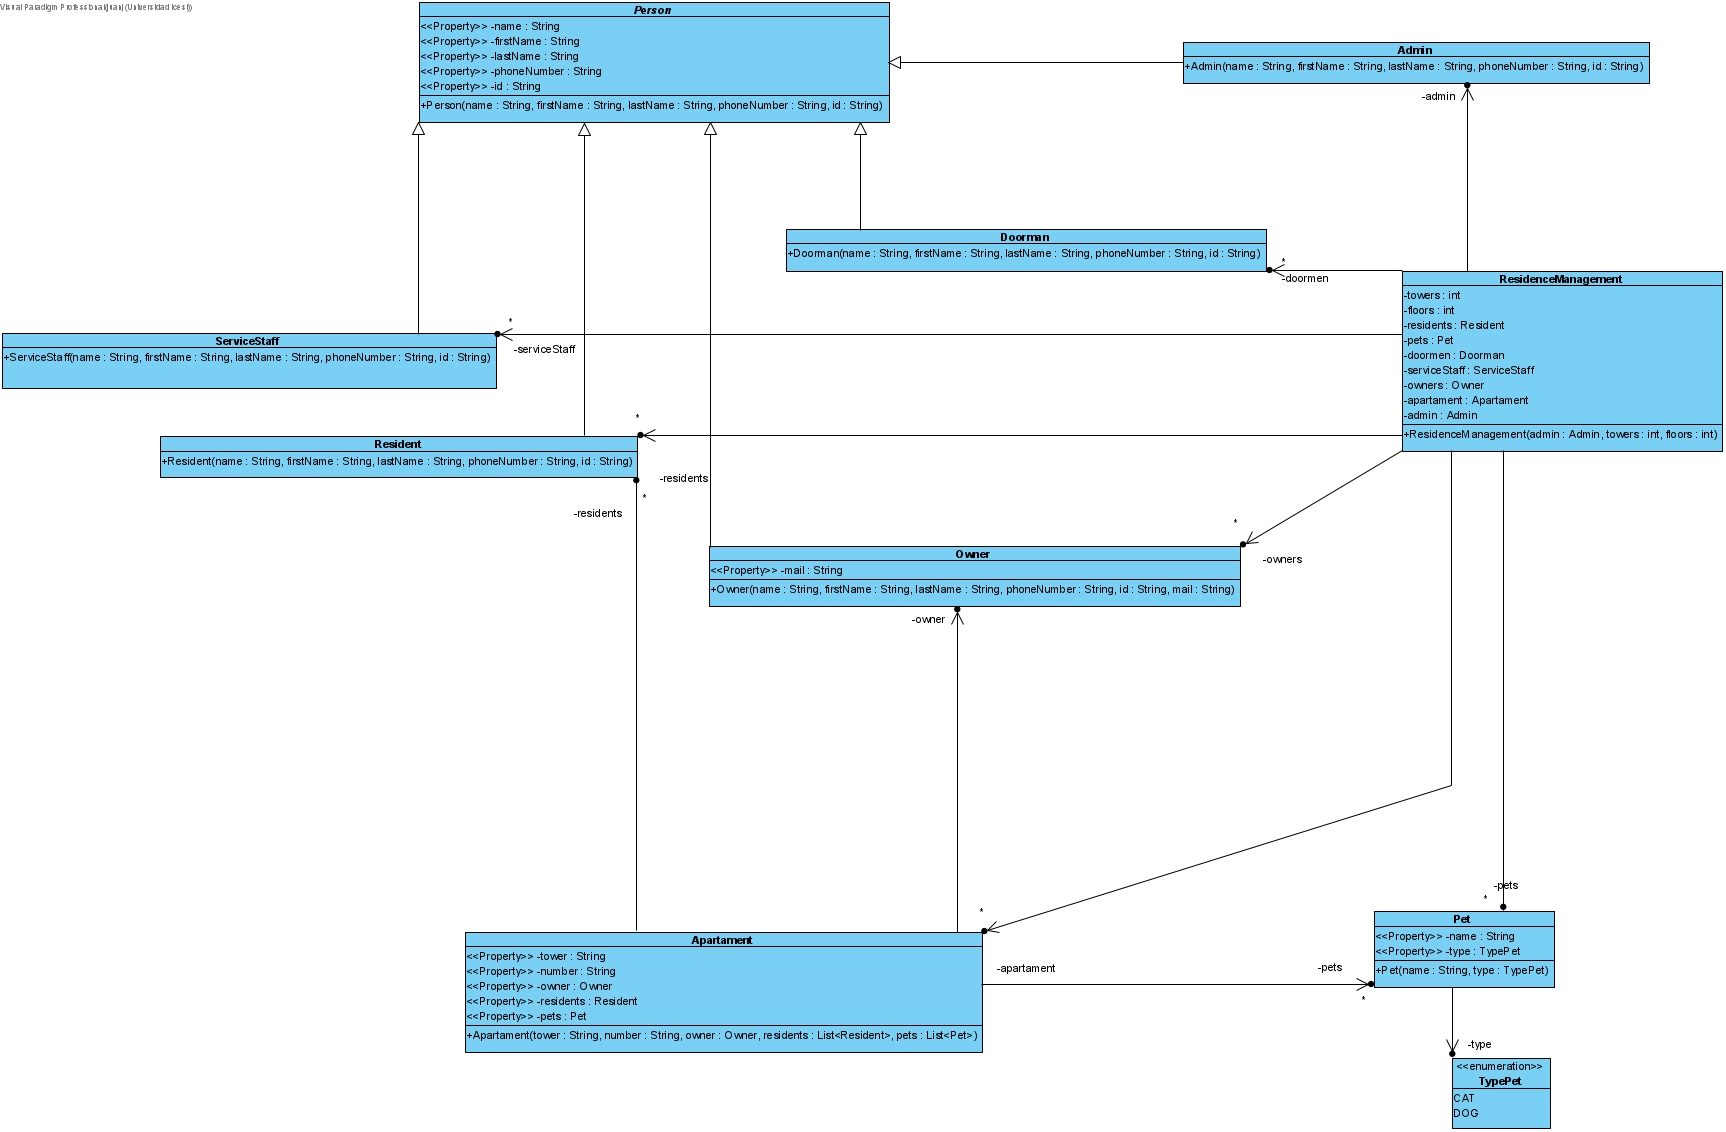 Visual Paradigm Professional(juan(Universidad Icesi))
Person
<<Property>> -name : String
<<Property>> -firstName : String
<<Property>> -lastName : String
<<Property>> -phoneNumber : String
<<Property>> -id : String
+Person(name : String, firstName : String, lastName : String, phoneNumber : String, id : String)
Admin
+Admin(name : String, firstName : String, lastName : String, phoneNumber : String, id : String)
-admin
Doorman
+Doorman(name : String, firstName : String, lastName : String, phoneNumber : String, id : String)
*
-doormen
ResidenceManagement
-towers : int
-floors : int
-residents : Resident
-pets : Pet
-doormen : Doorman
-serviceStaff : ServiceStaff
-owners : Owner
-apartament : Apartament
-admin : Admin
+ResidenceManagement(admin : Admin, towers : int, floors : int)
ServiceStaff
+ServiceStaff(name : String, firstName : String, lastName : String, phoneNumber : String, id : String)
*
-serviceStaff
Resident
+Resident(name : String, firstName : String, lastName : String, phoneNumber : String, id : String)
*
-residents
*
-residents
Owner
<<Property>> -mail : String
+Owner(name : String, firstName : String, lastName : String, phoneNumber : String, id : String, mail : String)
*
-owners
-owner
Apartament
<<Property>> -tower : String
<<Property>> -number : String
<<Property>> -owner : Owner
<<Property>> -residents : Resident
<<Property>> -pets : Pet
+Apartament(tower : String, number : String, owner : Owner, residents : List<Resident>, pets : List<Pet>)
*
-apartament
-pets
*
-pets
*
Pet
<<Property>> -name : String
<<Property>> -type : TypePet
+Pet(name : String, type : TypePet)
-type
<<enumeration>>
TypePet
CAT
DOG